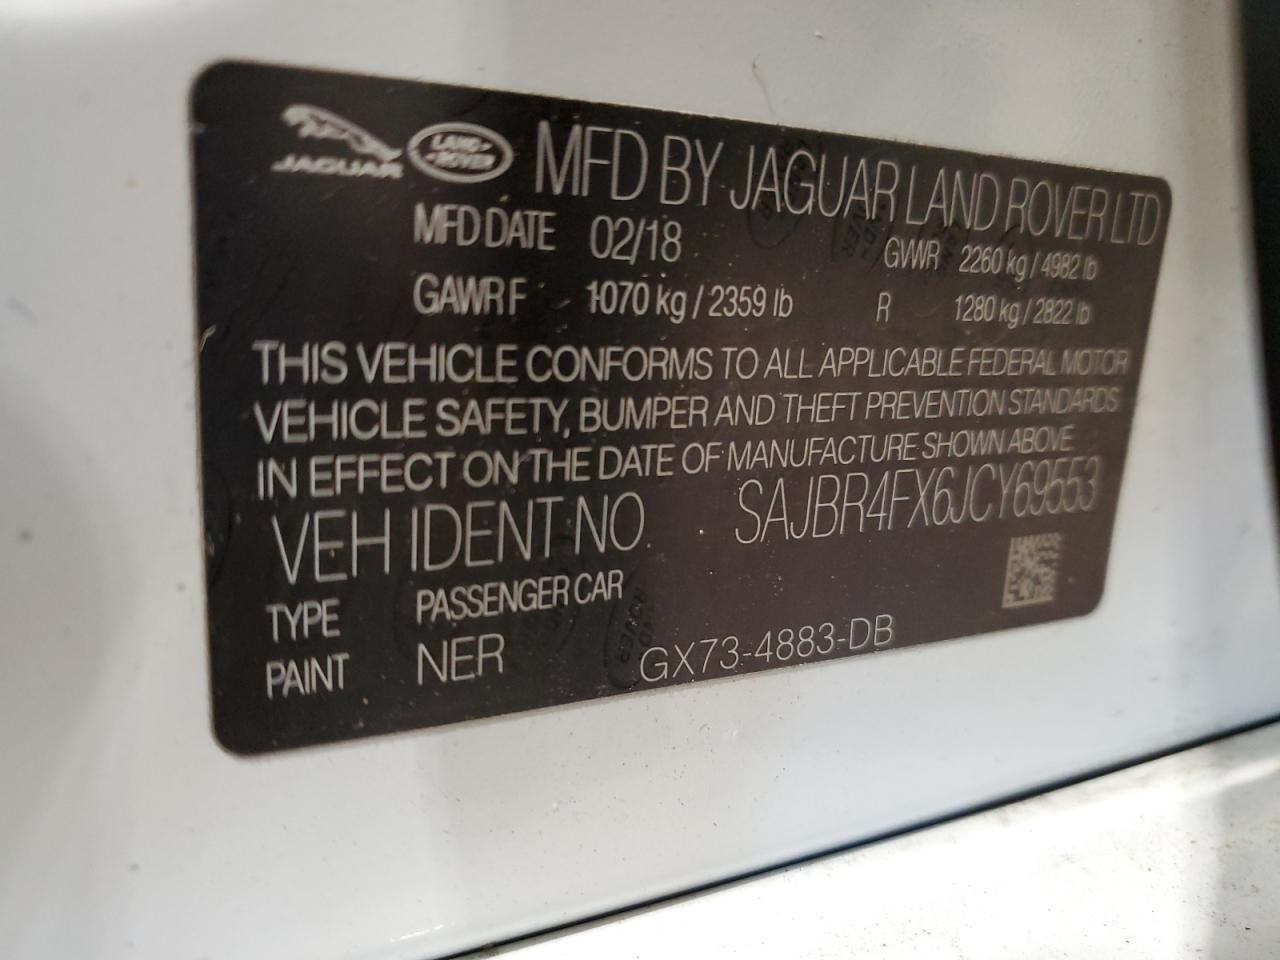 JAGUAR LAND ROVER MFD BY JAGUAR LAND ROVER LTD
MFD DATE 02/18 GVWR 2260 kg / 4982 lb
GAWR F 1070 kg / 2359 lb R 1280 kg / 2822 lb
THIS VEHICLE CONFORMS TO ALL APPLICABLE FEDERAL MOTOR
VEHICLE SAFETY, BUMPER AND THEFT PREVENTION STANDARDS
IN EFFECT ON THE DATE OF MANUFACTURE SHOWN ABOVE
VEH IDENT NO. SAJBR4FX6JCY69553
TYPE PASSENGER CAR
PAINT NER GX73-4883-DB